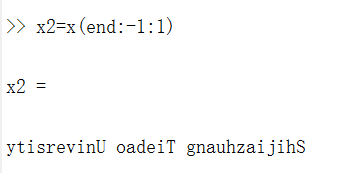 >> x2=x(end:-1:1)
x2 =
ytisrevinU oadeiT gnauhzaijihS